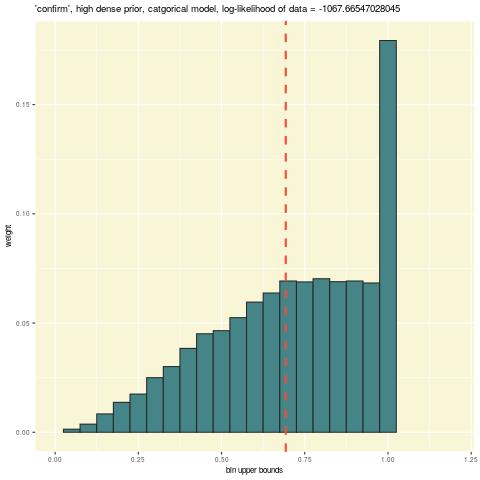 'confirm', high dense prior, catgorical model, log-likelihood of data = -1067.66547028045
weight
0.15
0.10
0.05
0.00
0.00 0.25 0.50 0.75 1.00 1.25
bin upper bounds